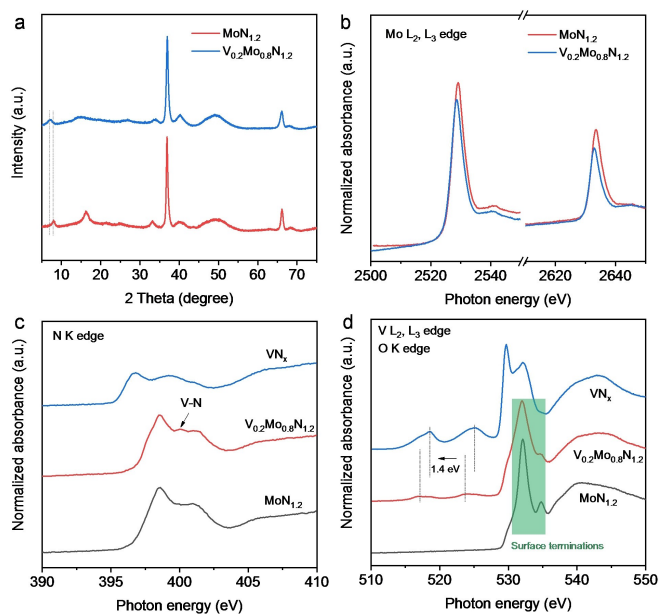 a
MoN1.2
V0.2Mo0.8N1.2
Intensity (a.u.)
10 20 30 40 50 60 70
2 Theta (degree)
b
Mo L2, L3 edge
MoN1.2
V0.2Mo0.8N1.2
Normalized absorbance (a.u.)
2500 2520 2540 2620 2640
Photon energy (eV)
c
N K edge
VNx
V-N
V0.2Mo0.8N1.2
MoN1.2
Normalized absorbance (a.u.)
390 395 400 405 410
Photon energy (eV)
d
V L2, L3 edge
O K edge
VNx
1.4 eV
V0.2Mo0.8N1.2
MoN1.2
Surface terminations
Normalized absorbance (a.u.)
510 520 530 540 550
Photon energy (eV)